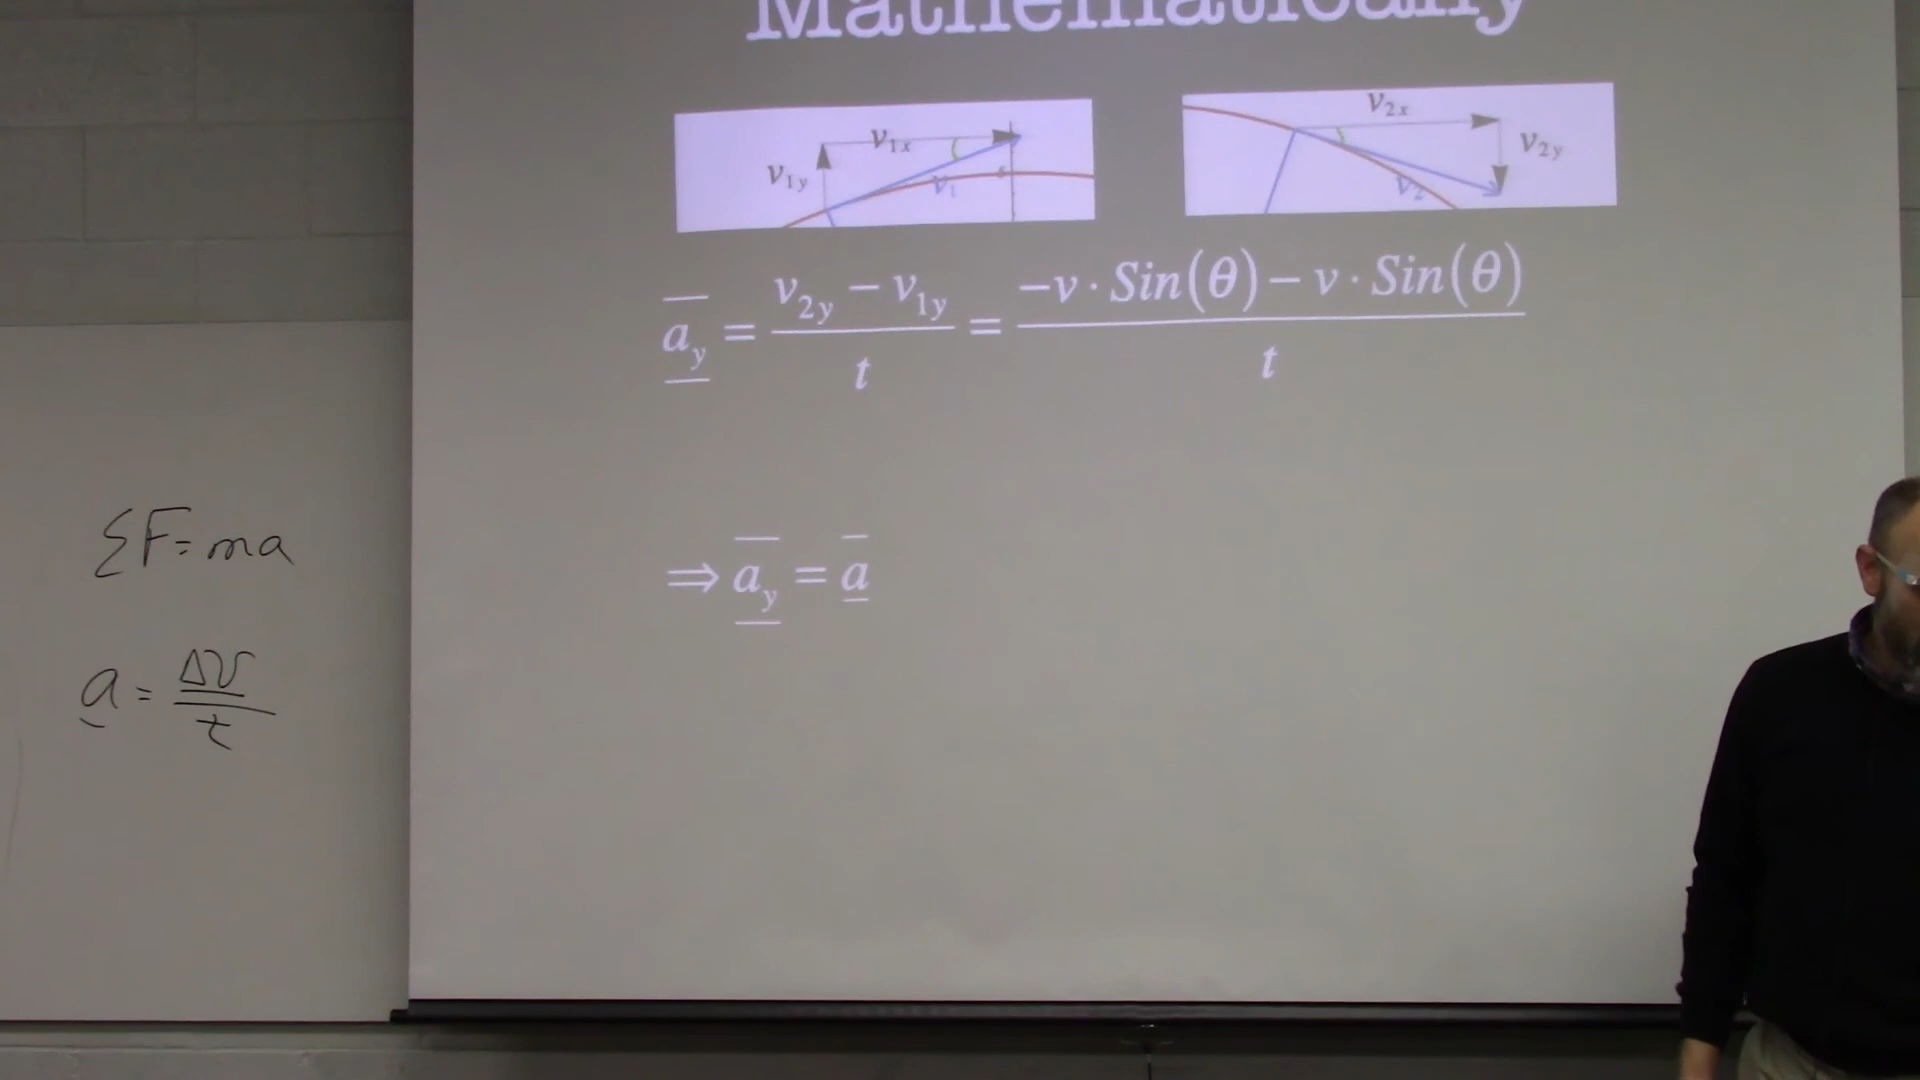 Mathematically
v₁ₓ
v₁y
v₁
v₂ₓ
v₂y
v₂
a̅y = (v₂y − v₁y) / t = (−v · Sin(θ) − v · Sin(θ)) / t
⇒ a̅y = a̅
ΣF = ma
a = Δv / t